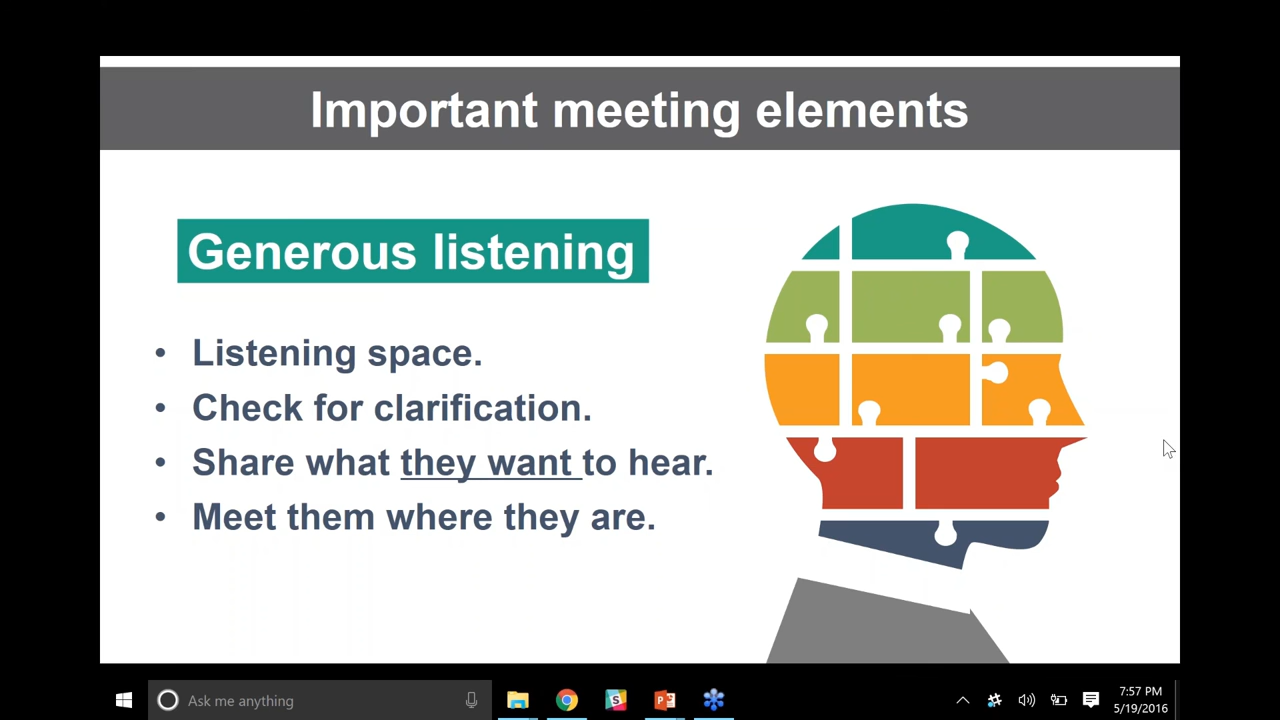 Important meeting elements
Generous listening
• Listening space.
• Check for clarification.
• Share what they want to hear.
• Meet them where they are.
Ask me anything
7:57 PM
5/19/2016